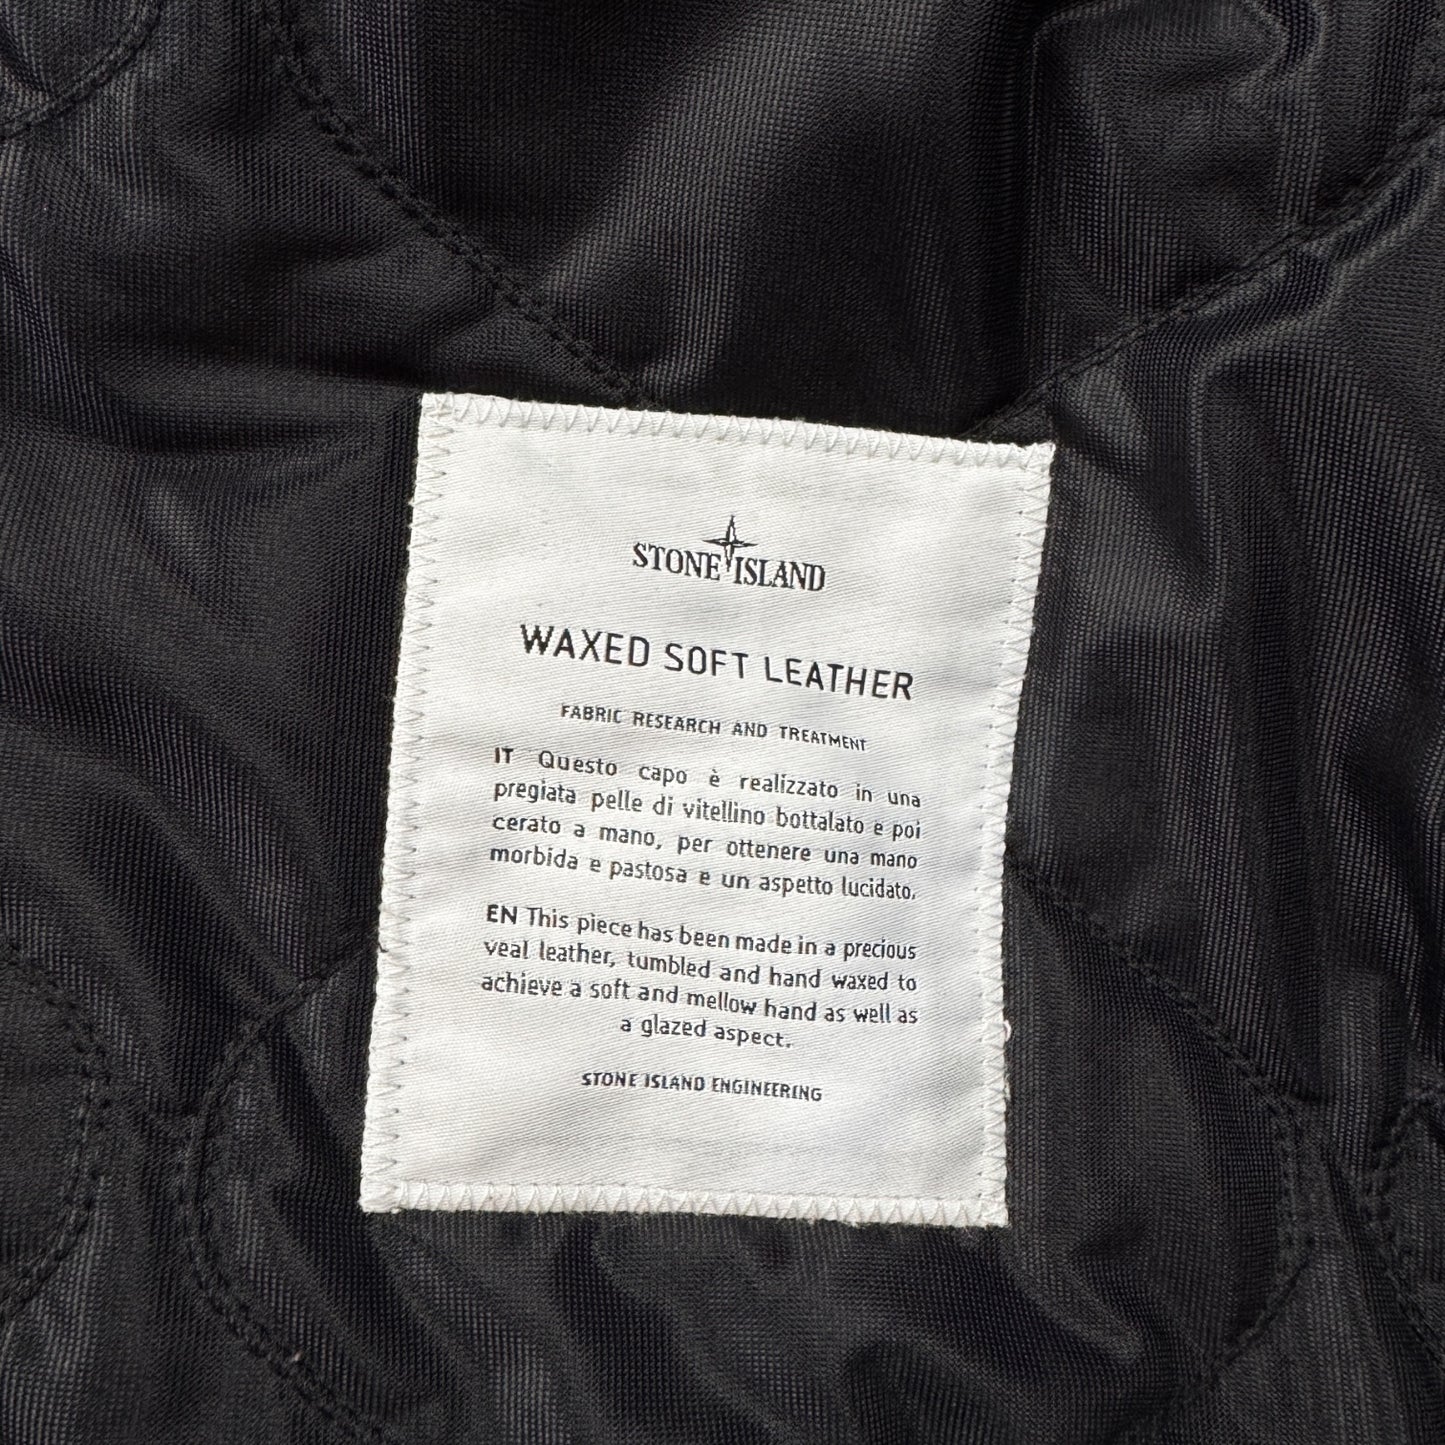 STONE ISLAND
WAXED SOFT LEATHER
FABRIC RESEARCH AND TREATMENT
IT Questo capo è realizzato in una
pregiata pelle di vitellino bottalato e poi
cerato a mano, per ottenere una mano
morbida e pastosa e un aspetto lucidato.
EN This piece has been made in a precious
veal leather, tumbled and hand waxed to
achieve a soft and mellow hand as well as
a glazed aspect.
STONE ISLAND ENGINEERING